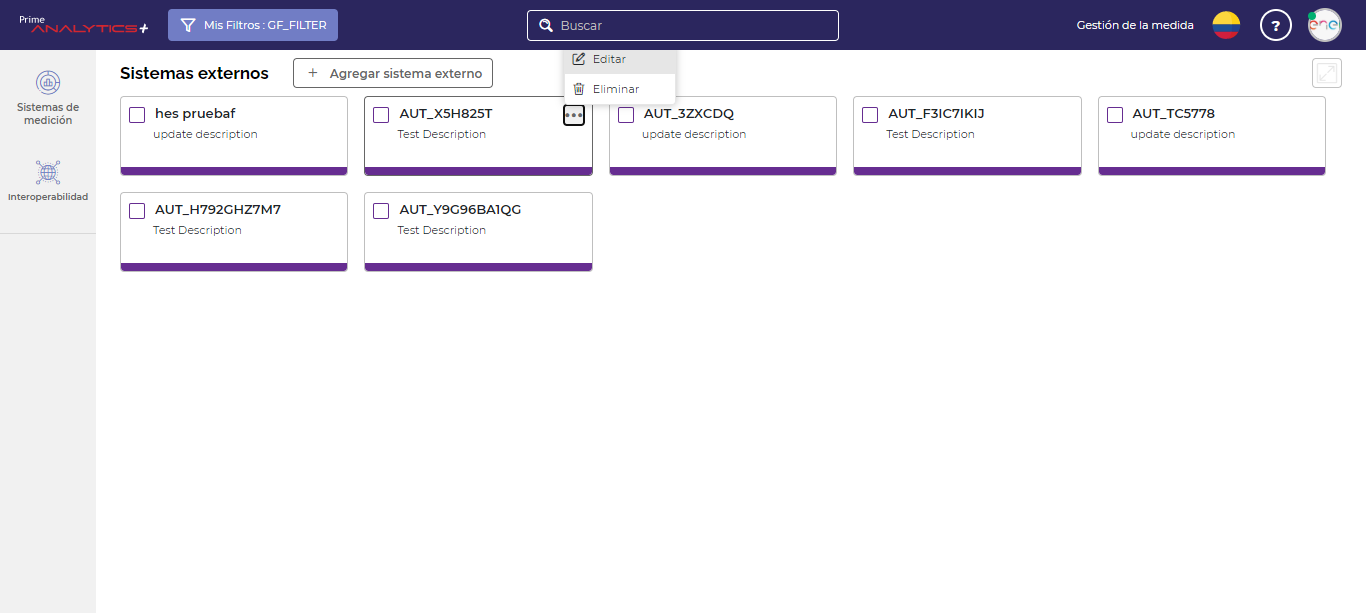 Prime
ANALYTICS+
Mis Filtros : GF_FILTER
Buscar
Gestión de la medida
?
ene
Sistemas de medición
Interoperabilidad
Sistemas externos
+ Agregar sistema externo
Editar
Eliminar
hes pruebaf
update description
AUT_X5H825T
Test Description
AUT_3ZXCDQ
update description
AUT_F3IC7IKIJ
Test Description
AUT_TC5778
update description
AUT_H792GHZ7M7
Test Description
AUT_Y9G96BA1QG
Test Description